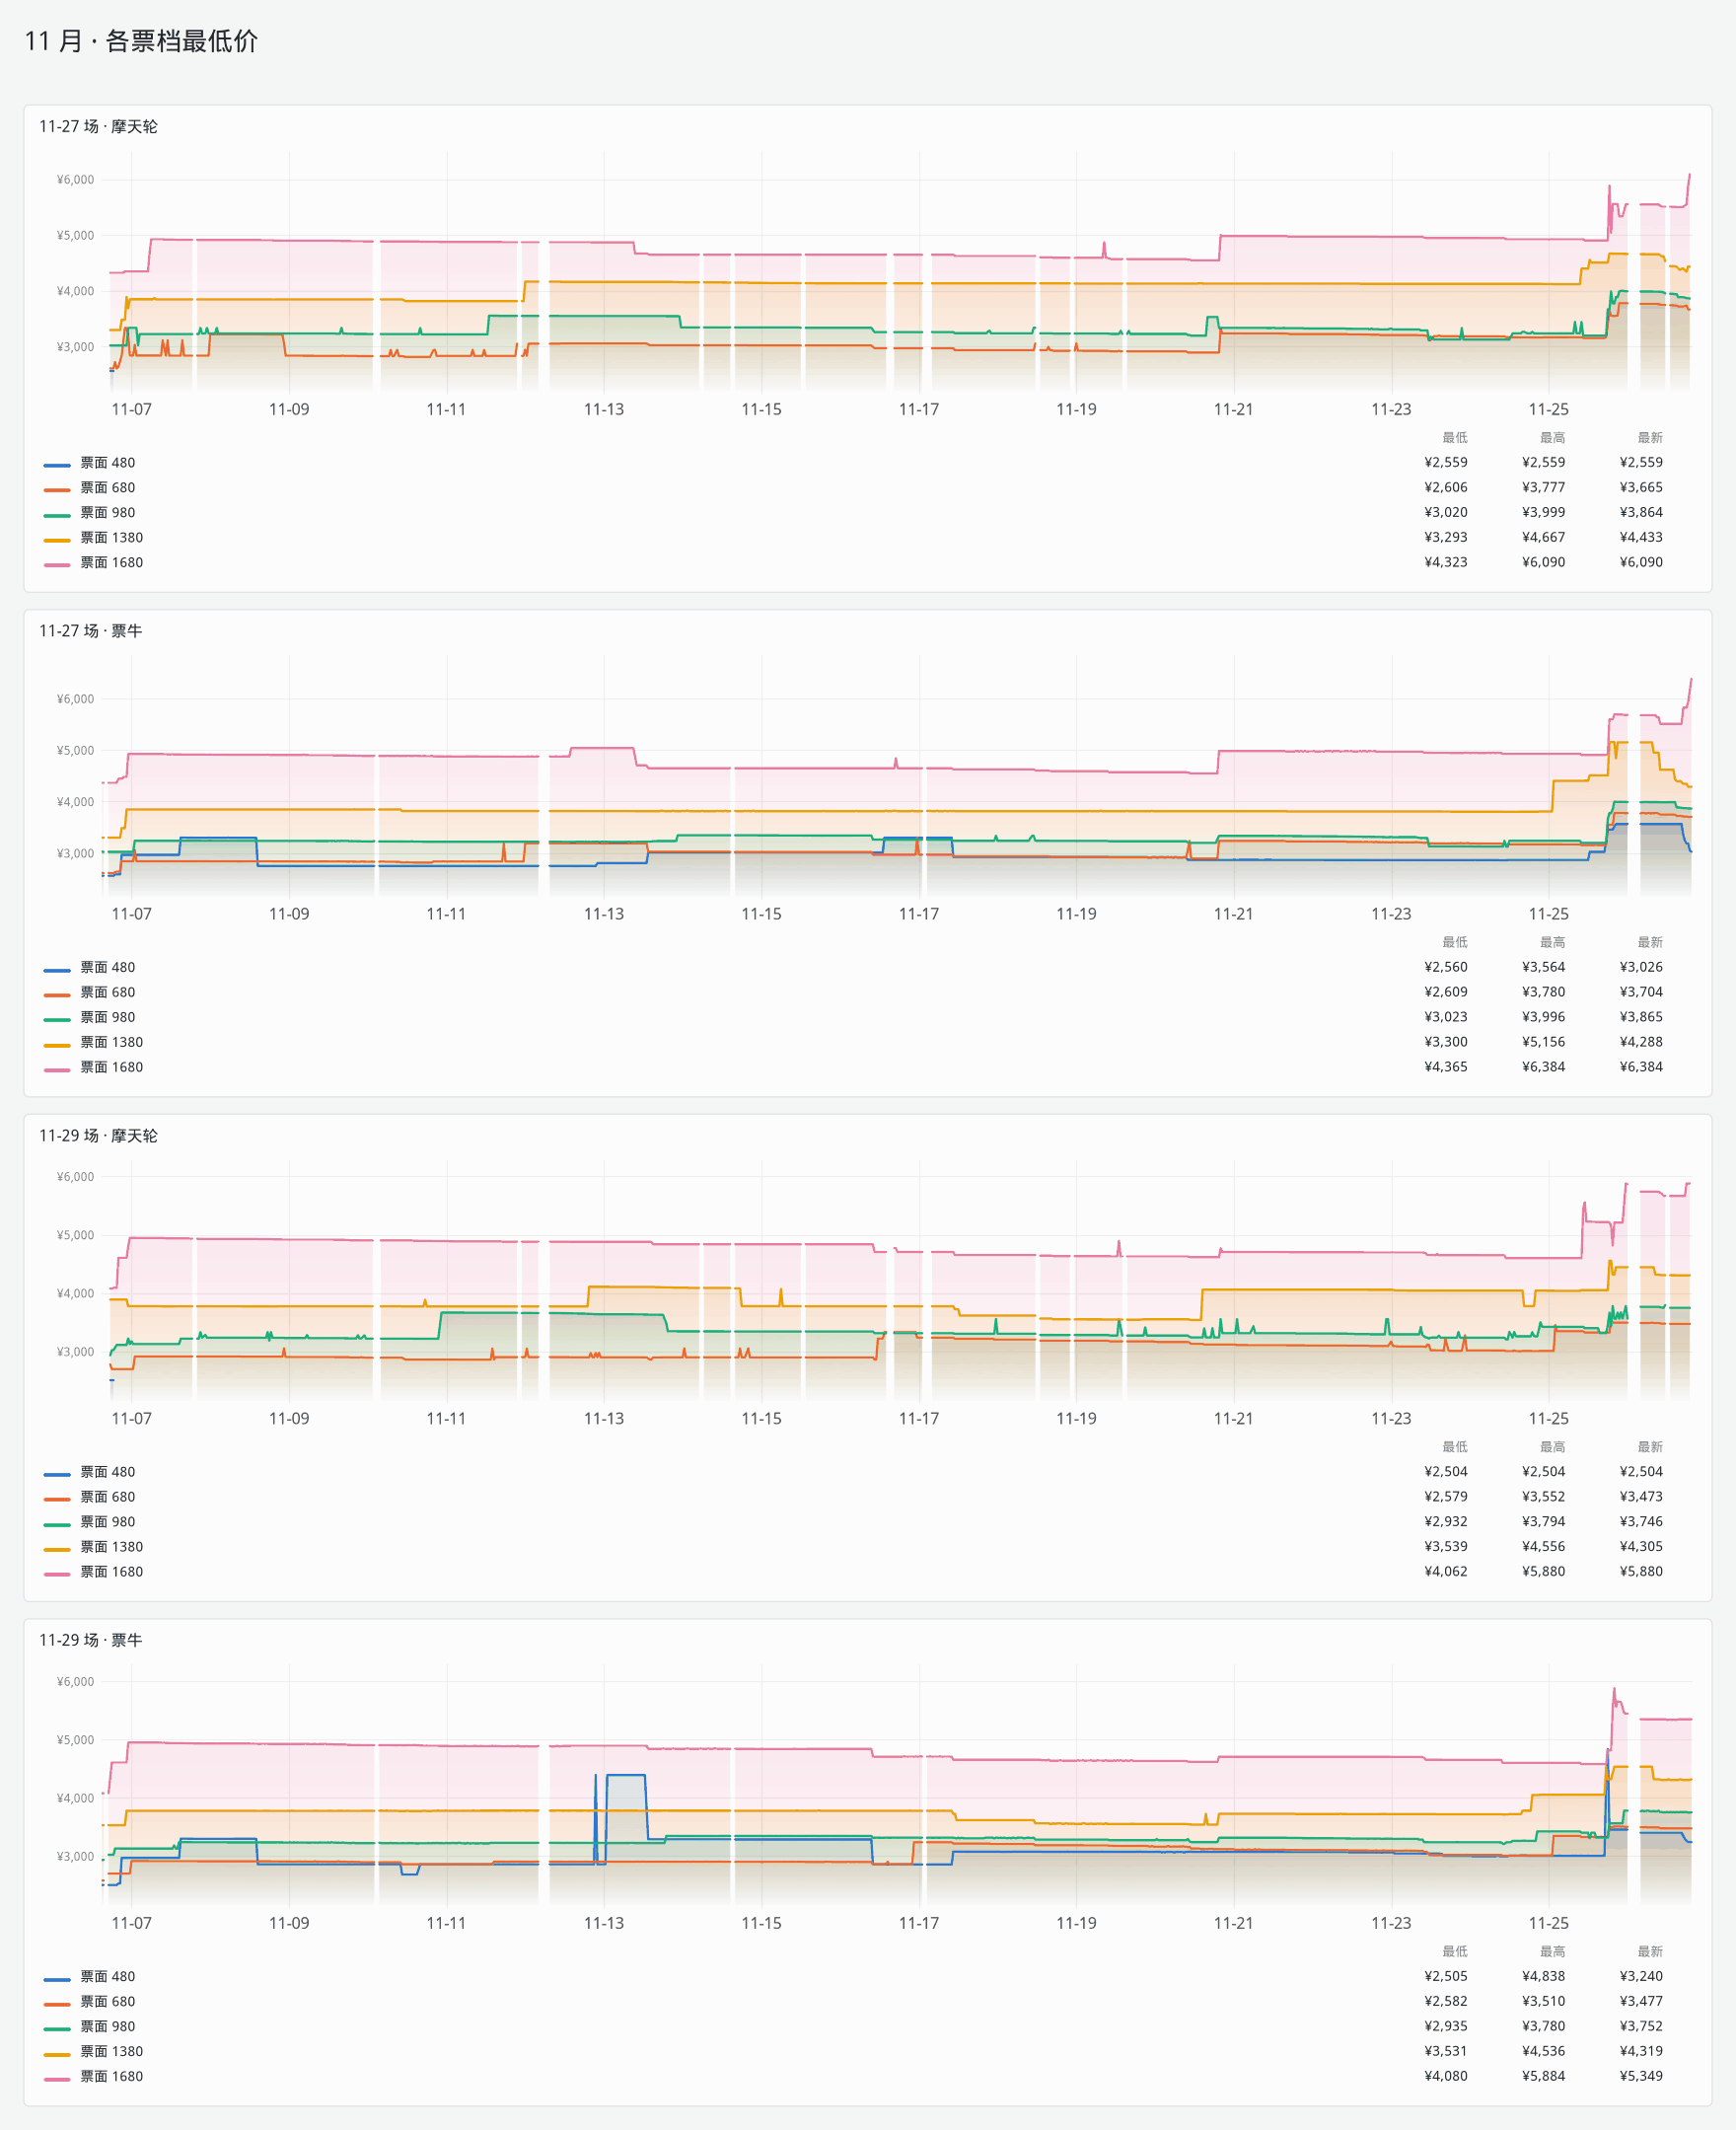 11 月 · 各票档最低价
11-27 场 · 摩天轮
¥6,000
¥5,000
¥4,000
¥3,000
11-07 11-09 11-11 11-13 11-15 11-17 11-19 11-21 11-23 11-25
最低 最高 最新
票面 480 ¥2,559 ¥2,559 ¥2,559
票面 680 ¥2,606 ¥3,777 ¥3,665
票面 980 ¥3,020 ¥3,999 ¥3,864
票面 1380 ¥3,293 ¥4,667 ¥4,433
票面 1680 ¥4,323 ¥6,090 ¥6,090
11-27 场 · 票牛
¥6,000
¥5,000
¥4,000
¥3,000
11-07 11-09 11-11 11-13 11-15 11-17 11-19 11-21 11-23 11-25
最低 最高 最新
票面 480 ¥2,560 ¥3,564 ¥3,026
票面 680 ¥2,609 ¥3,780 ¥3,704
票面 980 ¥3,023 ¥3,996 ¥3,865
票面 1380 ¥3,300 ¥5,156 ¥4,288
票面 1680 ¥4,365 ¥6,384 ¥6,384
11-29 场 · 摩天轮
¥6,000
¥5,000
¥4,000
¥3,000
11-07 11-09 11-11 11-13 11-15 11-17 11-19 11-21 11-23 11-25
最低 最高 最新
票面 480 ¥2,504 ¥2,504 ¥2,504
票面 680 ¥2,579 ¥3,552 ¥3,473
票面 980 ¥2,932 ¥3,794 ¥3,746
票面 1380 ¥3,539 ¥4,556 ¥4,305
票面 1680 ¥4,062 ¥5,880 ¥5,880
11-29 场 · 票牛
¥6,000
¥5,000
¥4,000
¥3,000
11-07 11-09 11-11 11-13 11-15 11-17 11-19 11-21 11-23 11-25
最低 最高 最新
票面 480 ¥2,505 ¥4,838 ¥3,240
票面 680 ¥2,582 ¥3,510 ¥3,477
票面 980 ¥2,935 ¥3,780 ¥3,752
票面 1380 ¥3,531 ¥4,536 ¥4,319
票面 1680 ¥4,080 ¥5,884 ¥5,349